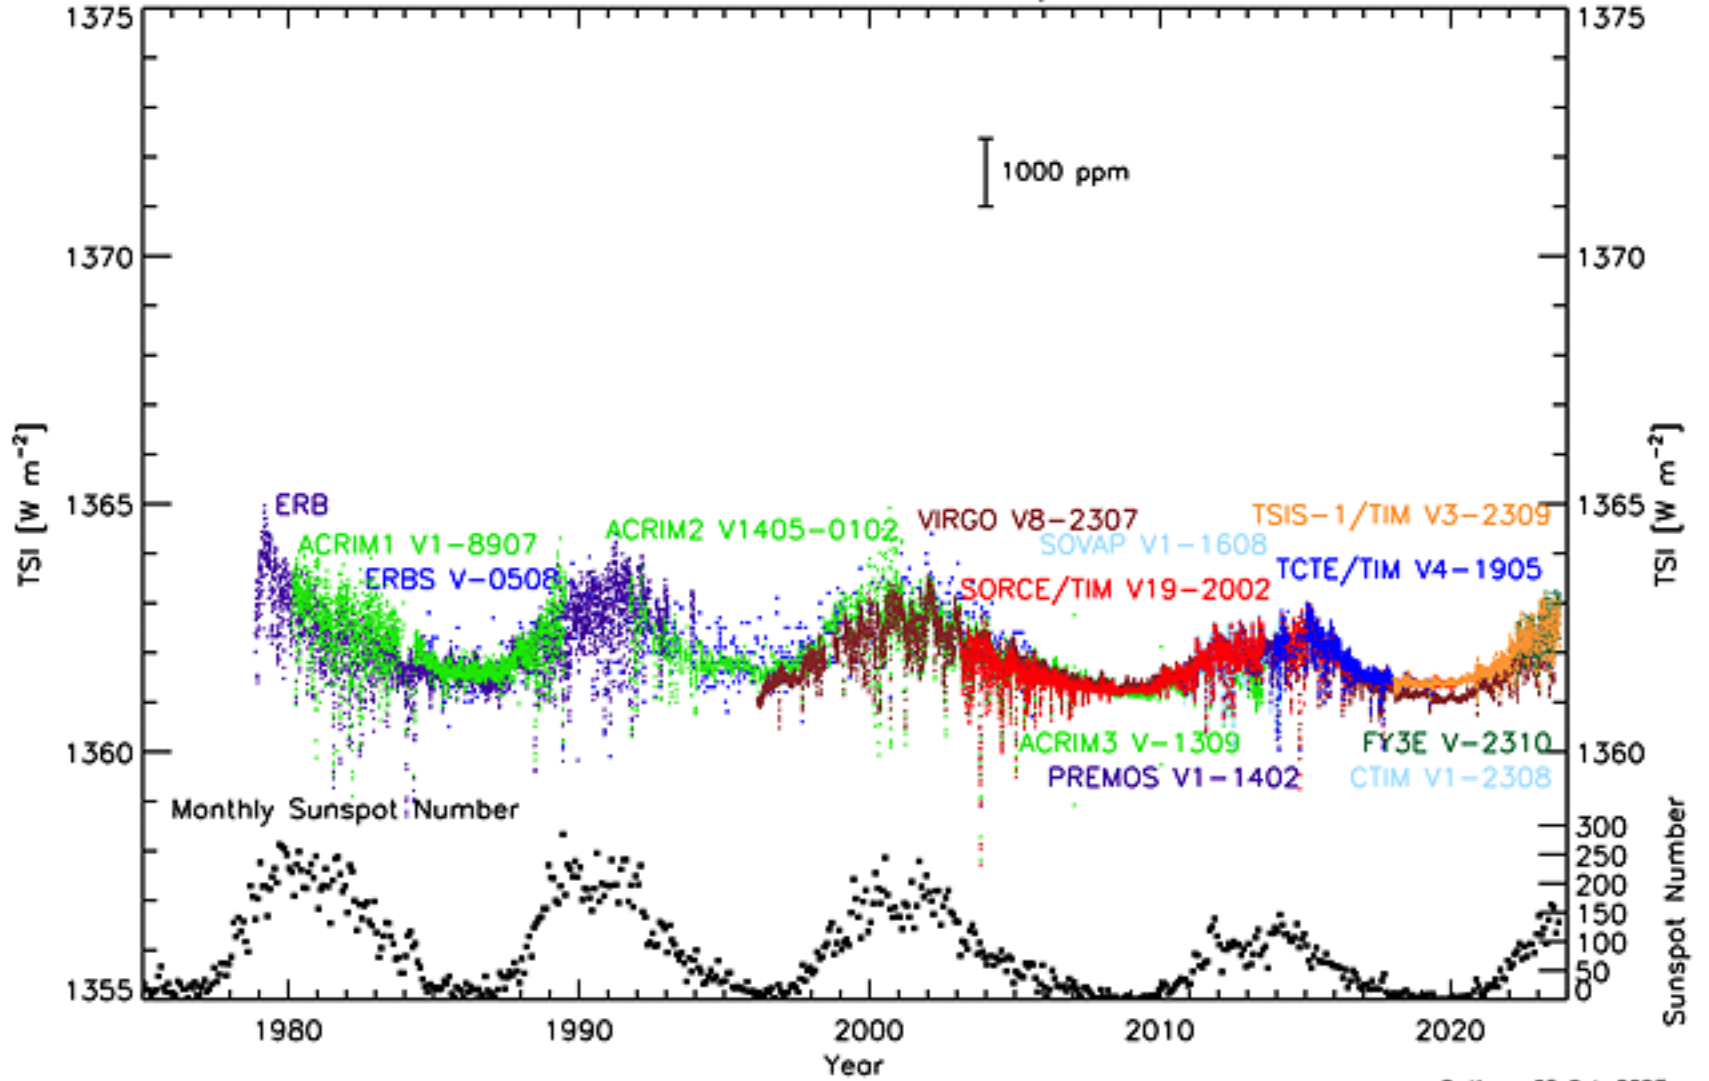 1375
1375
1000 ppm
1370
1370
1365
1365
ERB
ACRIM1 V1-8907
ERBS V-0508
ACRIM2 V1405-0102
VIRGO V8-2307
SOVAP V1-1608
SORCE/TIM V19-2002
TSIS-1/TIM V3-2309
TCTE/TIM V4-1905
TSI [W m⁻²]
TSI [W m⁻²]
1360
1360
ACRIM3 V-1309
PREMOS V1-1402
FY3E V-2310
CTIM V1-2308
Monthly Sunspot Number
300
250
200
150
100
50
0
Sunspot Number
1355
1980
1990
2000
2010
2020
Year